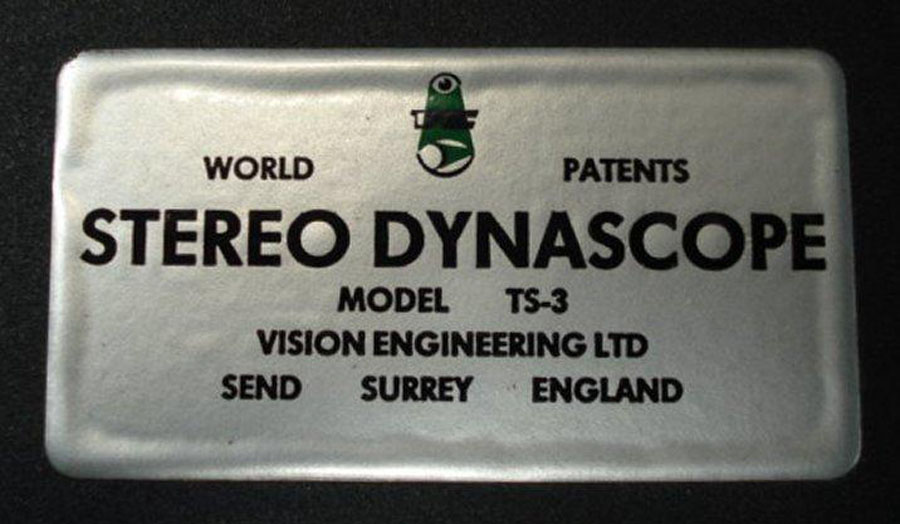 WORLD PATENTS
STEREO DYNASCOPE
MODEL TS-3
VISION ENGINEERING LTD
SEND SURREY ENGLAND